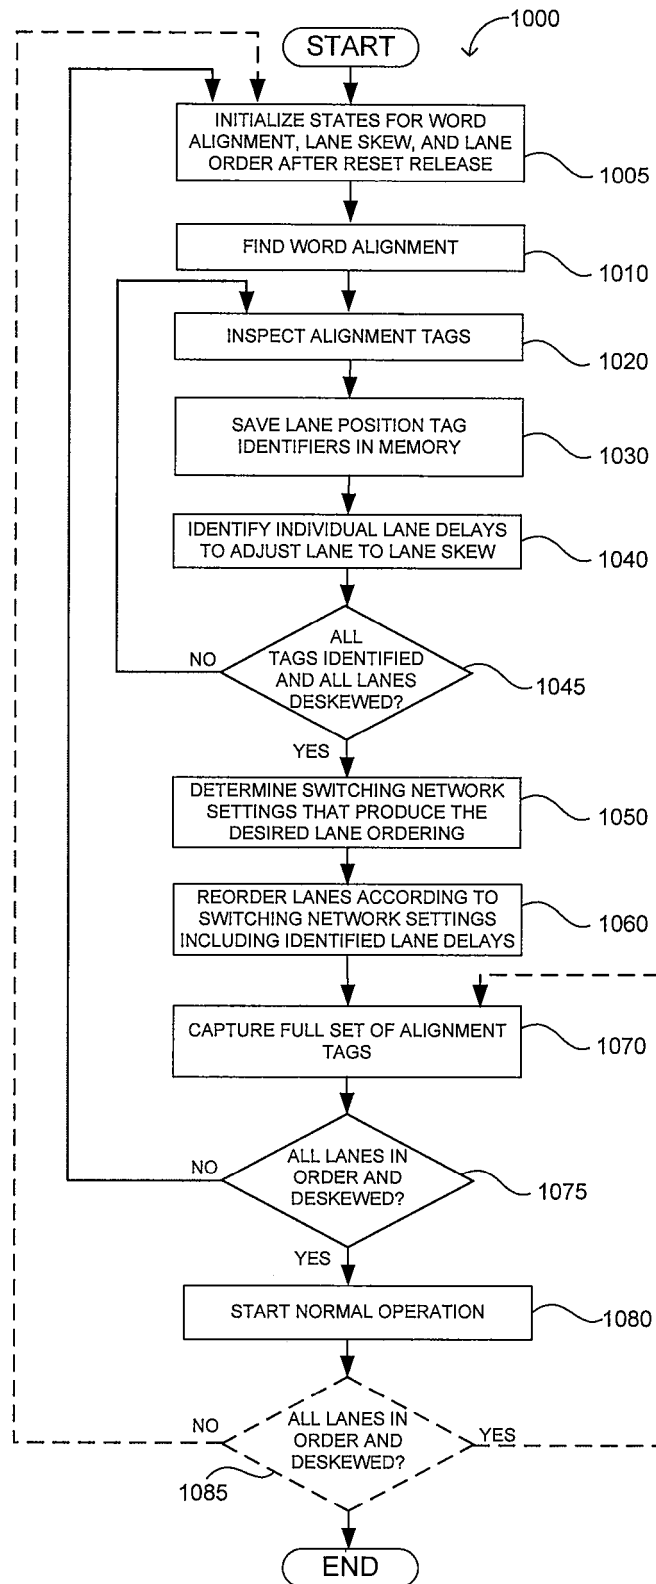 1000
START
INITIALIZE STATES FOR WORD
ALIGNMENT, LANE SKEW, AND LANE
ORDER AFTER RESET RELEASE
1005
FIND WORD ALIGNMENT
1010
INSPECT ALIGNMENT TAGS
1020
SAVE LANE POSITION TAG
IDENTIFIERS IN MEMORY
1030
IDENTIFY INDIVIDUAL LANE DELAYS
TO ADJUST LANE TO LANE SKEW
1040
ALL
TAGS IDENTIFIED
AND ALL LANES
DESKEWED?
NO
1045
YES
DETERMINE SWITCHING NETWORK
SETTINGS THAT PRODUCE THE
DESIRED LANE ORDERING
1050
REORDER LANES ACCORDING TO
SWITCHING NETWORK SETTINGS
INCLUDING IDENTIFIED LANE DELAYS
1060
CAPTURE FULL SET OF ALIGNMENT
TAGS
1070
NO
ALL LANES IN
ORDER AND
DESKEWED?
1075
YES
START NORMAL OPERATION
1080
NO
ALL LANES IN
ORDER AND
DESKEWED?
YES
1085
END